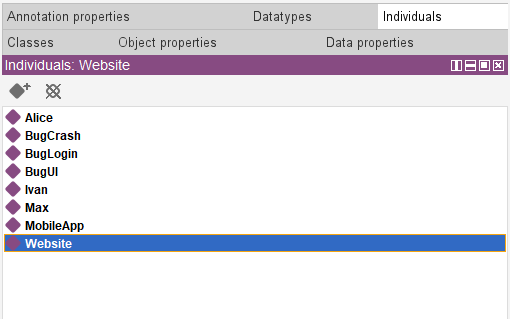 Annotation properties Datatypes Individuals
Classes Object properties Data properties
Individuals: Website
Alice
BugCrash
BugLogin
BugUI
Ivan
Max
MobileApp
Website